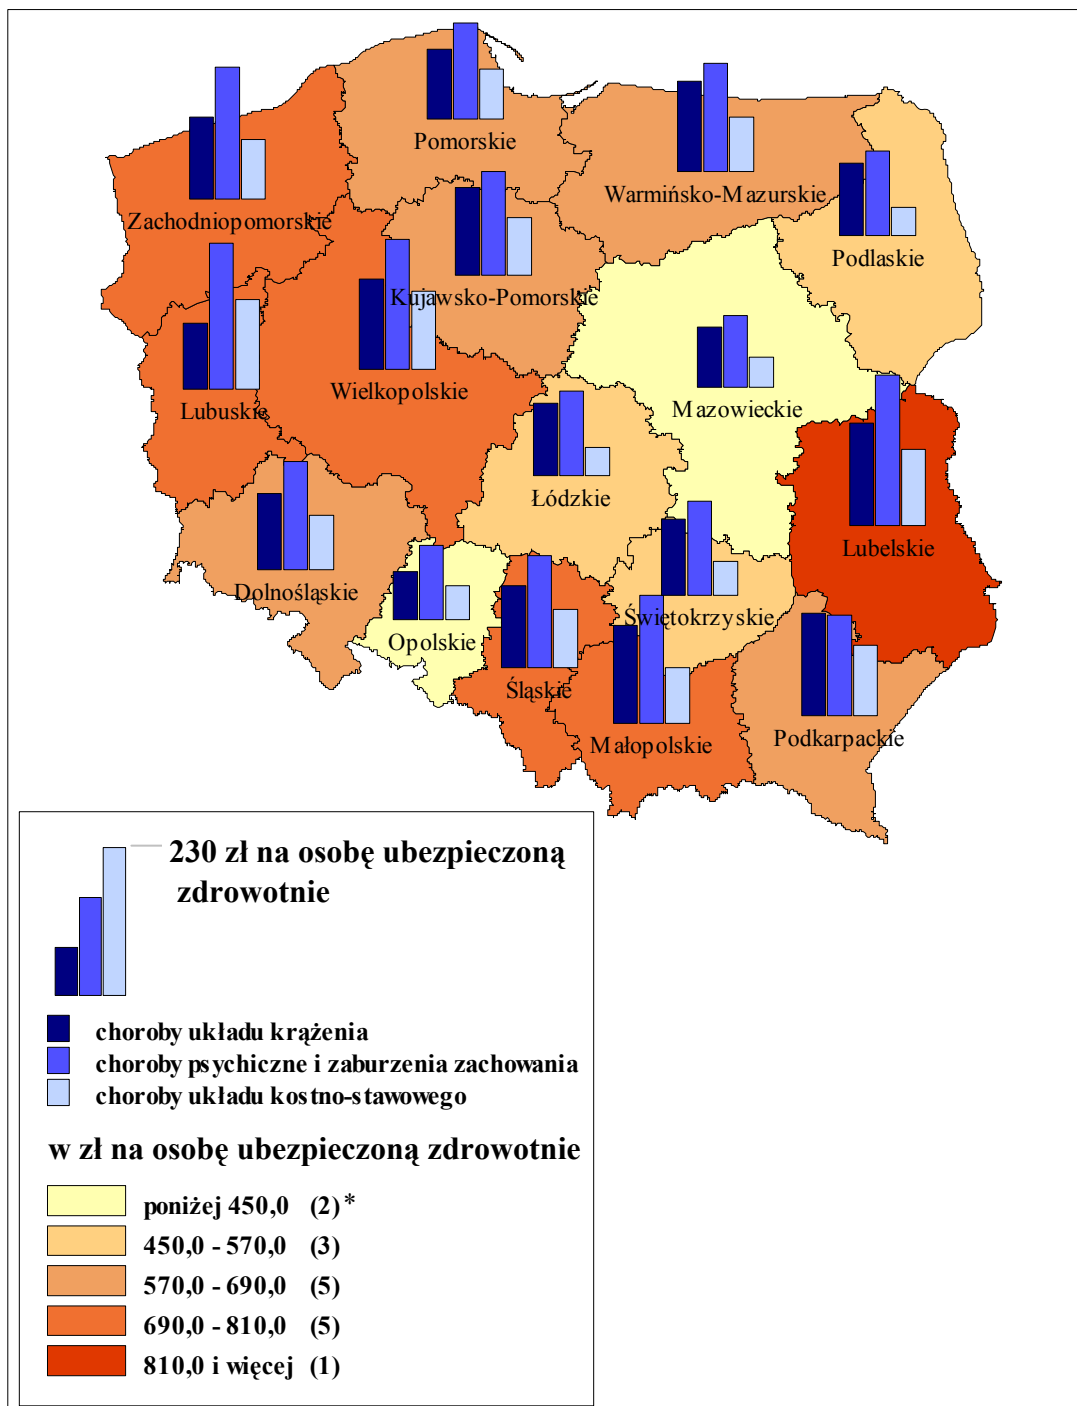 Pomorskie
Warmińsko-Mazurskie
Zachodniopomorskie
Podlaskie
Kujawsko-Pomorskie
Wielkopolskie
Lubuskie
Mazowieckie
Łódzkie
Lubelskie
Dolnośląskie
Świętokrzyskie
Opolskie
Śląskie
Małopolskie
Podkarpackie
230 zł na osobę ubezpieczoną
zdrowotnie
choroby układu krążenia
choroby psychiczne i zaburzenia zachowania
choroby układu kostno-stawowego
w zł na osobę ubezpieczoną zdrowotnie
poniżej 450,0 (2)*
450,0 - 570,0 (3)
570,0 - 690,0 (5)
690,0 - 810,0 (5)
810,0 i więcej (1)